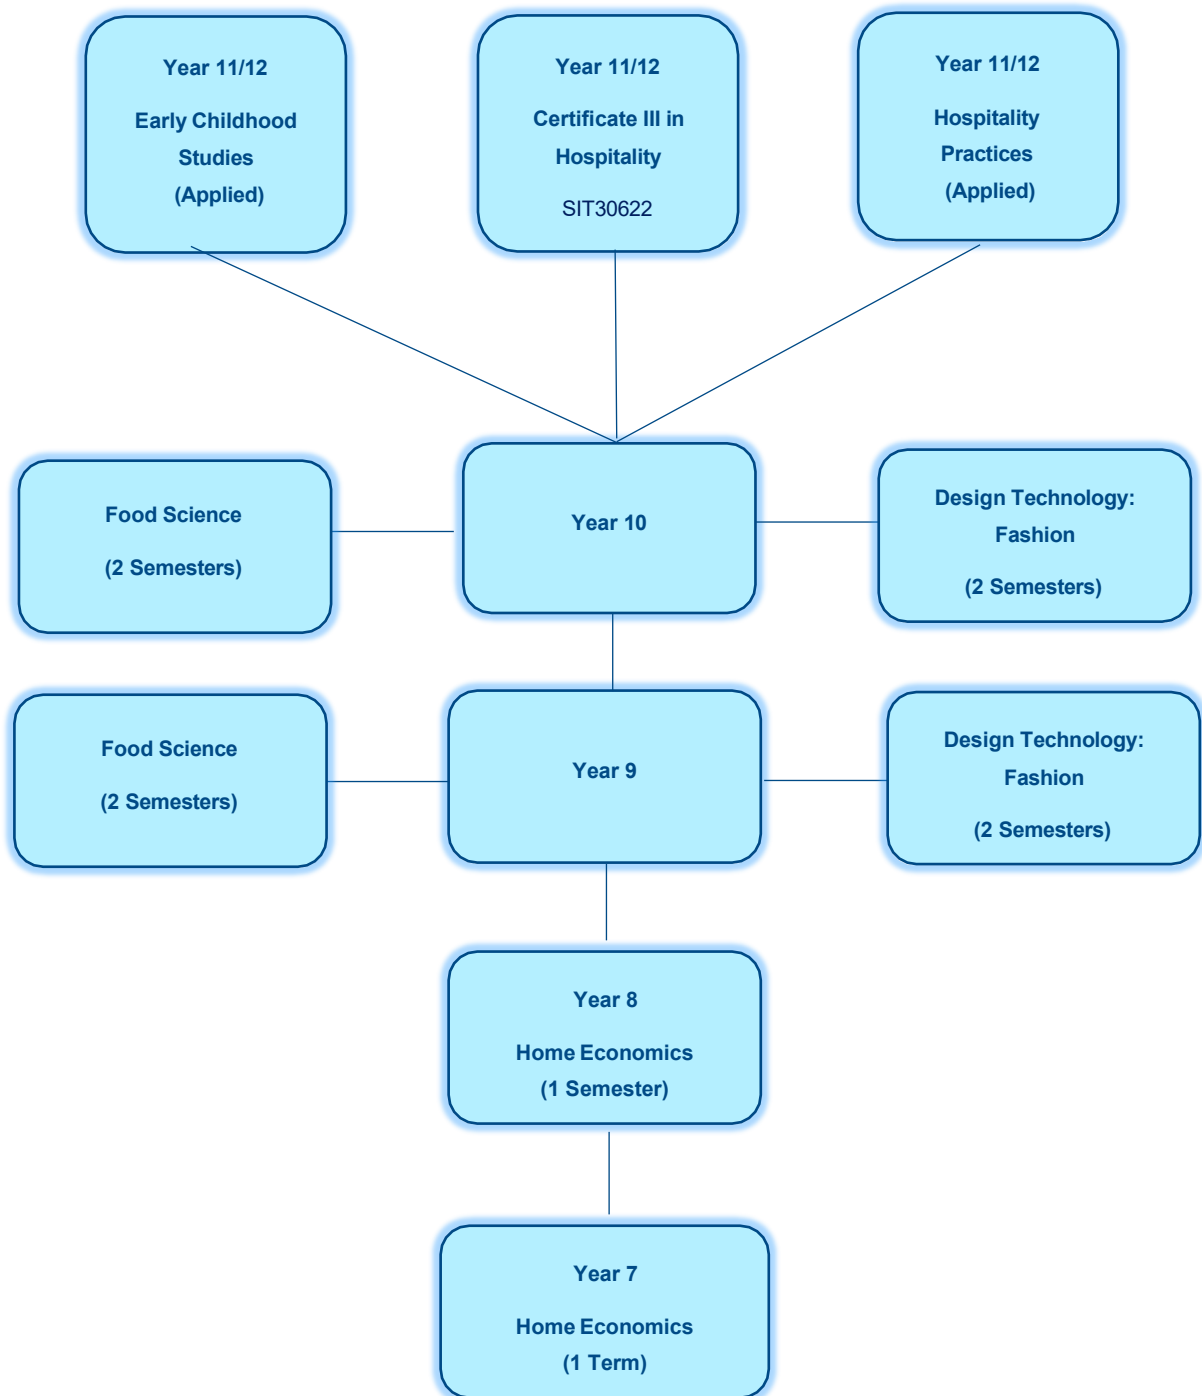 Year 11/12
Early Childhood
Studies
(Applied)
Year 11/12
Certificate III in
Hospitality
SIT30622
Year 11/12
Hospitality
Practices
(Applied)
Food Science
(2 Semesters)
Year 10
Design Technology:
Fashion
(2 Semesters)
Food Science
(2 Semesters)
Year 9
Design Technology:
Fashion
(2 Semesters)
Year 8
Home Economics
(1 Semester)
Year 7
Home Economics
(1 Term)